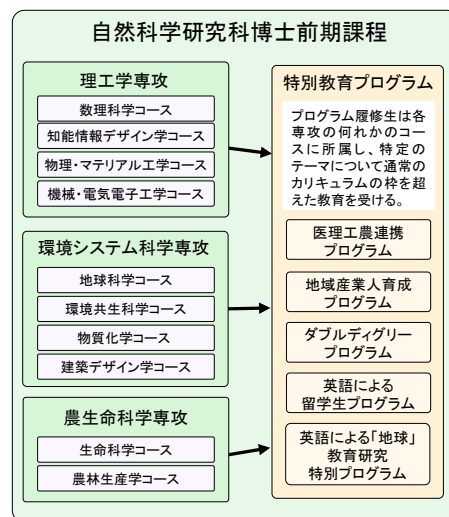 自然科学研究科博士前期課程
理工学専攻
数理科学コース
知能情報デザイン学コース
物理・マテリアル工学コース
機械・電気電子工学コース
環境システム科学専攻
地球科学コース
環境共生科学コース
物質化学コース
建築デザイン学コース
農生命科学専攻
生命科学コース
農林生産学コース
特別教育プログラム
プログラム履修生は各
専攻の何れかのコー
スに所属し、特定の
テーマについて通常の
カリキュラムの枠を超
えた教育を受ける。
医理工農連携
プログラム
地域産業人育成
プログラム
ダブルディグリー
プログラム
英語による
留学生プログラム
英語による「地球」
教育研究
特別プログラム